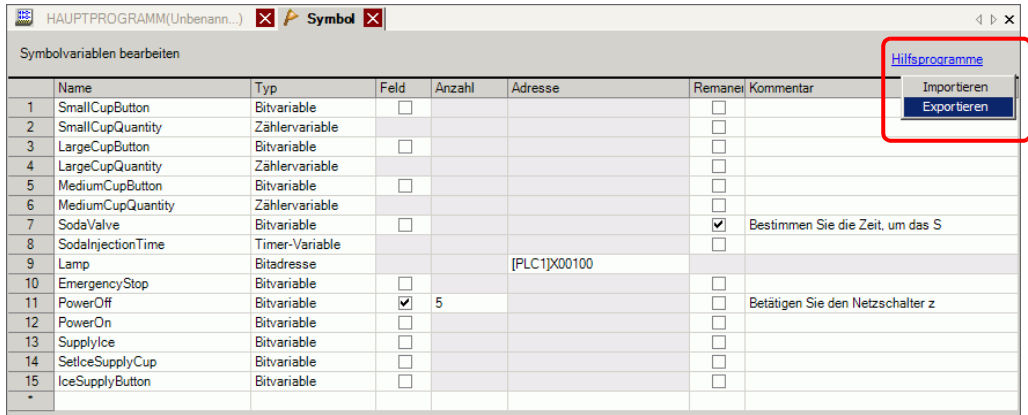 HAUPTPROGRAMM(Unbenann...) Symbol
Symbolvariablen bearbeiten
Hilfsprogramme
Importieren
Exportieren
Name Typ Feld Anzahl Adresse Remaner Kommentar
1 SmallCupButton Bitvariable
2 SmallCupQuantity Zählervariable
3 LargeCupButton Bitvariable
4 LargeCupQuantity Zählervariable
5 MediumCupButton Bitvariable
6 MediumCupQuantity Zählervariable
7 SodaValve Bitvariable Bestimmen Sie die Zeit, um das S
8 SodaInjectionTime Timer-Variable
9 Lamp Bitadresse [PLC1]X00100
10 EmergencyStop Bitvariable
11 PowerOff Bitvariable 5 Betätigen Sie den Netzschalter z
12 PowerOn Bitvariable
13 SupplyIce Bitvariable
14 SetIceSupplyCup Bitvariable
15 IceSupplyButton Bitvariable
*